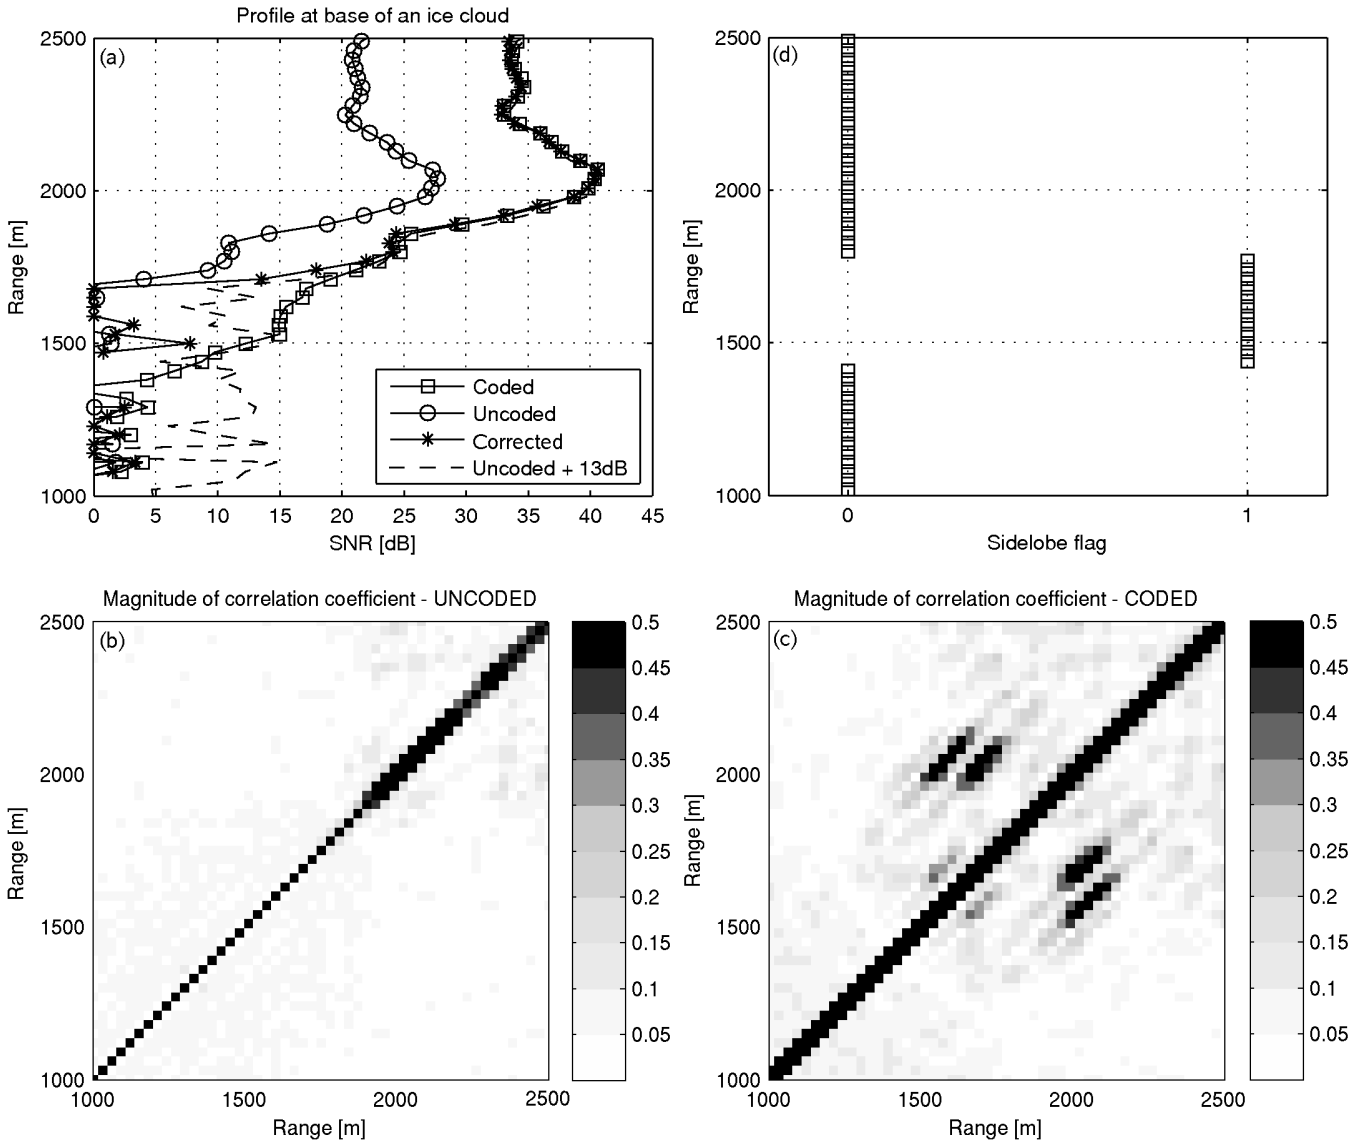 Profile at base of an ice cloud
(a)
2500
2000
1500
1000
Range [m]
0 5 10 15 20 25 30 35 40 45
SNR [dB]
Coded
Uncoded
Corrected
Uncoded + 13dB
(d)
2500
2000
1500
1000
Range [m]
0 1
Sidelobe flag
Magnitude of correlation coefficient - UNCODED
(b)
2500
2000
1500
1000
Range [m]
1000 1500 2000 2500
Range [m]
0.5
0.45
0.4
0.35
0.3
0.25
0.2
0.15
0.1
0.05
Magnitude of correlation coefficient - CODED
(c)
2500
2000
1500
1000
Range [m]
1000 1500 2000 2500
Range [m]
0.5
0.45
0.4
0.35
0.3
0.25
0.2
0.15
0.1
0.05